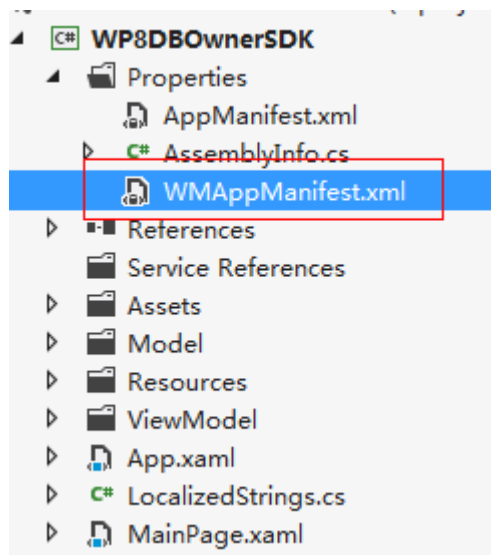 C# WP8DBOwnerSDK
Properties
AppManifest.xml
C# AssemblyInfo.cs
WMAppManifest.xml
References
Service References
Assets
Model
Resources
ViewModel
App.xaml
C# LocalizedStrings.cs
MainPage.xaml